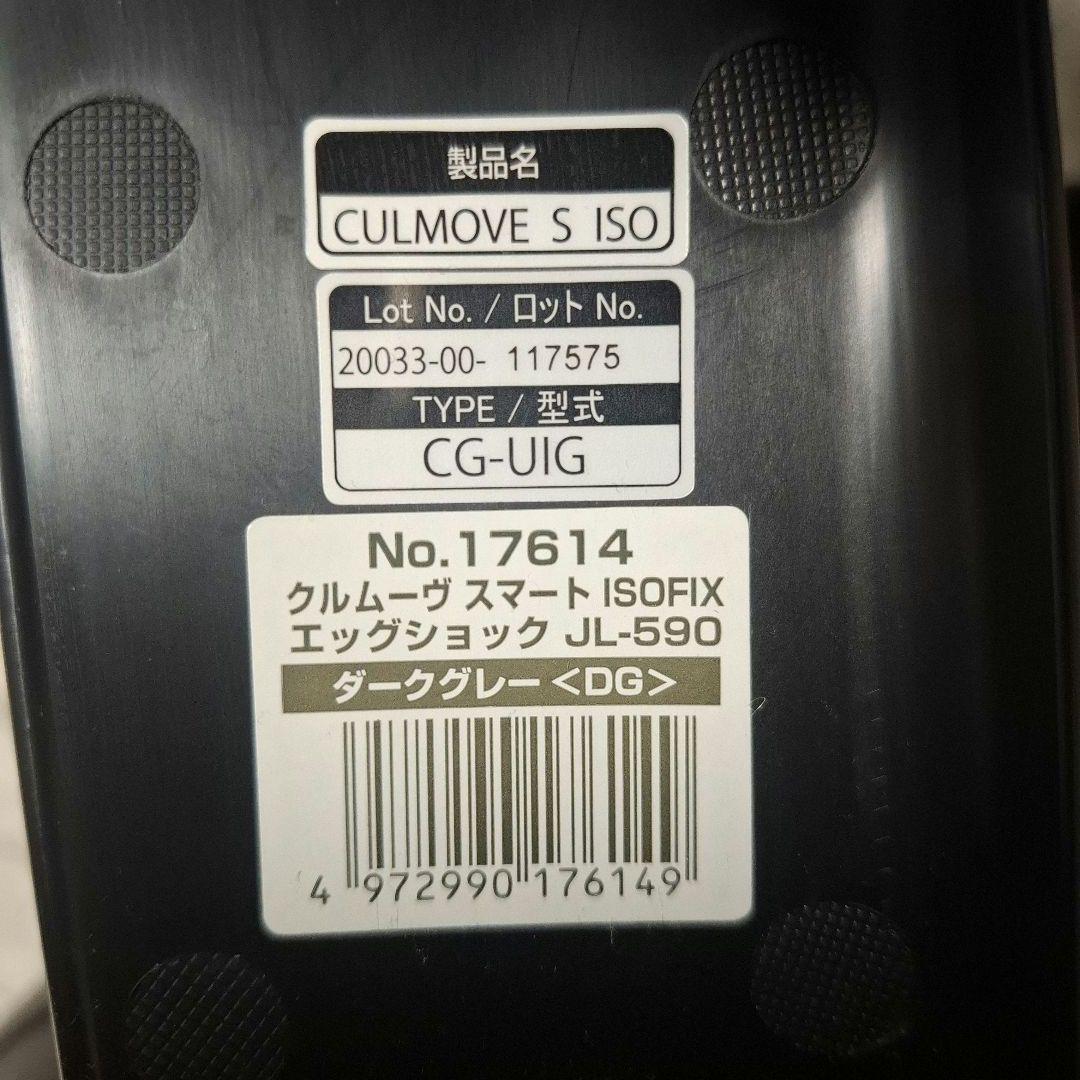 製品名
CULMOVE S ISO
Lot No. / ロット No.
20033-00- 117575
TYPE / 型式
CG-UIG
No.17614
クルムーヴ スマート ISOFIX
エッグショック JL-590
ダークグレー<DG>
4 972990 176149